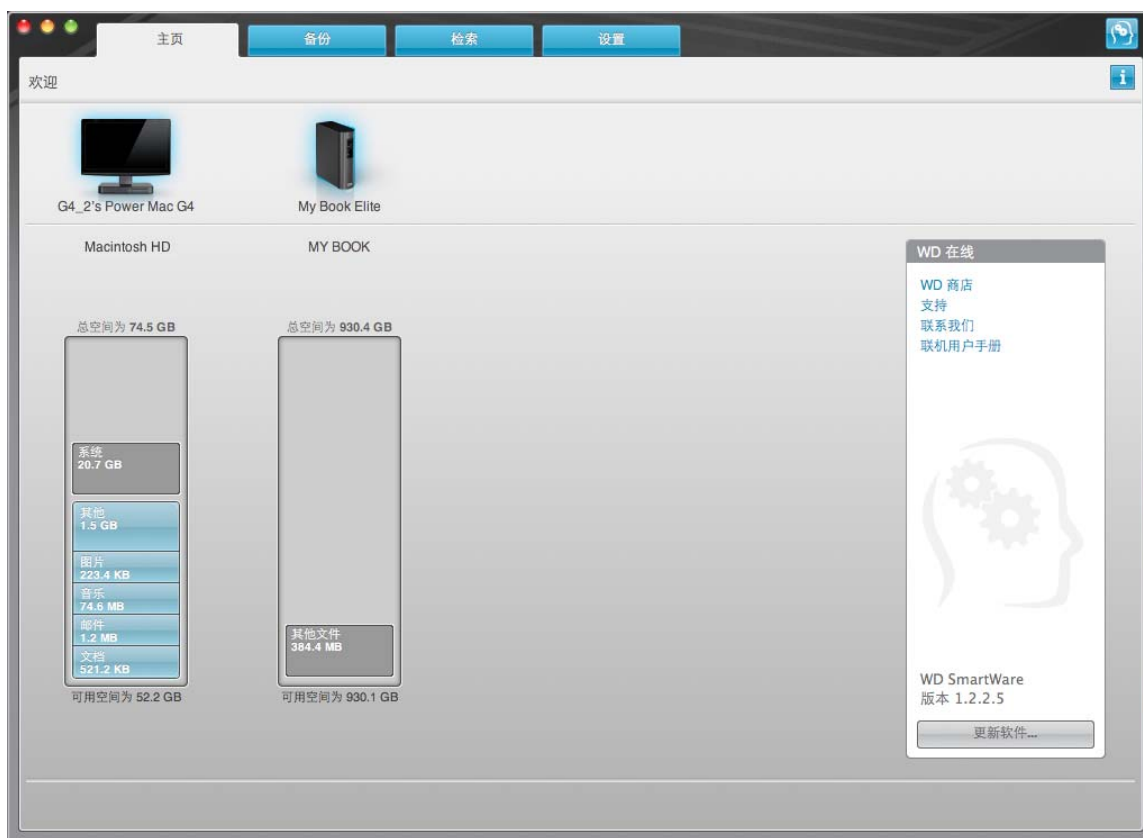 主页
备份
检索
设置
欢迎
i
G4_2's Power Mac G4
My Book Elite
Macintosh HD
MY BOOK
总空间为 74.5 GB
总空间为 930.4 GB
系统
20.7 GB
其他
1.5 GB
图片
223.4 KB
音乐
74.6 MB
邮件
1.2 MB
文档
521.2 KB
可用空间为 52.2 GB
其他文件
384.4 MB
可用空间为 930.1 GB
WD 在线
WD 商店
支持
联系我们
联机用户手册
WD SmartWare
版本 1.2.2.5
更新软件...